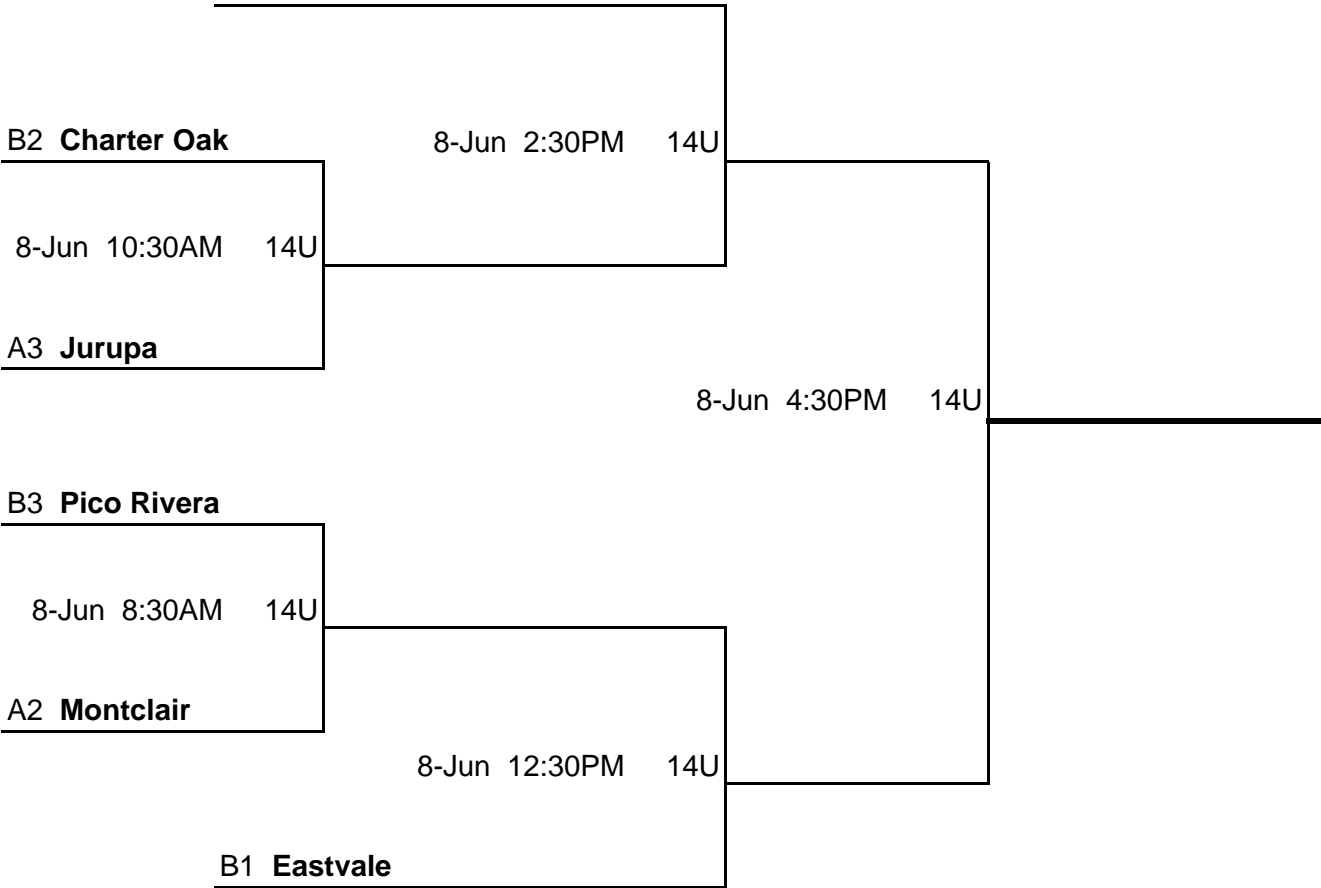 B2 Charter Oak
8-Jun 2:30PM 14U
8-Jun 10:30AM 14U
A3 Jurupa
8-Jun 4:30PM 14U
B3 Pico Rivera
8-Jun 8:30AM 14U
A2 Montclair
8-Jun 12:30PM 14U
B1 Eastvale